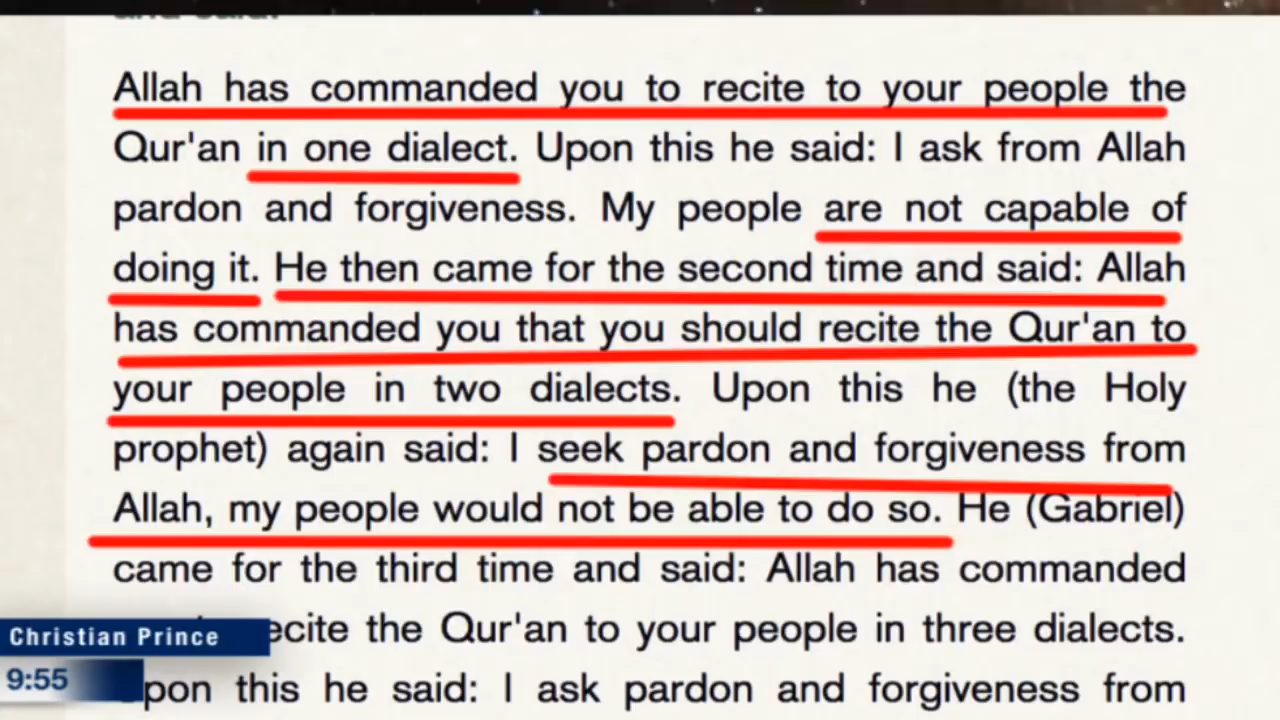 Allah has commanded you to recite to your people the
Qur'an in one dialect. Upon this he said: I ask from Allah
pardon and forgiveness. My people are not capable of
doing it. He then came for the second time and said: Allah
has commanded you that you should recite the Qur'an to
your people in two dialects. Upon this he (the Holy
prophet) again said: I seek pardon and forgiveness from
Allah, my people would not be able to do so. He (Gabriel)
came for the third time and said: Allah has commanded
the Qur'an to your people in three dialects.
Christian Prince
9:55
this he said: I ask pardon and forgiveness from